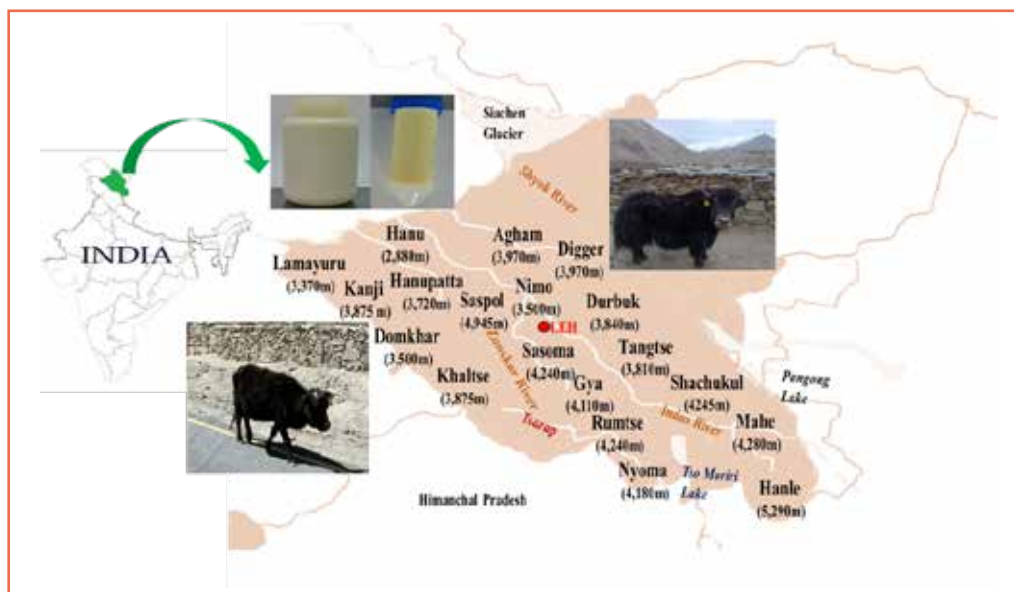 Siachen
Glacier
Shyok River
INDIA
Hanu
(2,880m)
Agham
(3,970m)
Digger
(3,970m)
Lamayuru
(3,370m)
Kanji
(3,875 m)
Hanupatta
(3,720m)
Saspol
(4,945m)
Nimo
(3,500m)
Durbuk
(3,840m)
LEH
Domkhar
(3,500m)
Zanskar River
Sasoma
(4,240m)
Tangtse
(3,810m)
Khaltse
(3,875m)
Gya
(4,110m)
Shachukul
(4245m)
Pangong
Lake
Tsarap
Rumtse
(4,240m)
Indus River
Mahe
(4,280m)
Nyoma
(4,180m)
Tso Moriri
Lake
Hanle
(5,290m)
Himanchal Pradesh